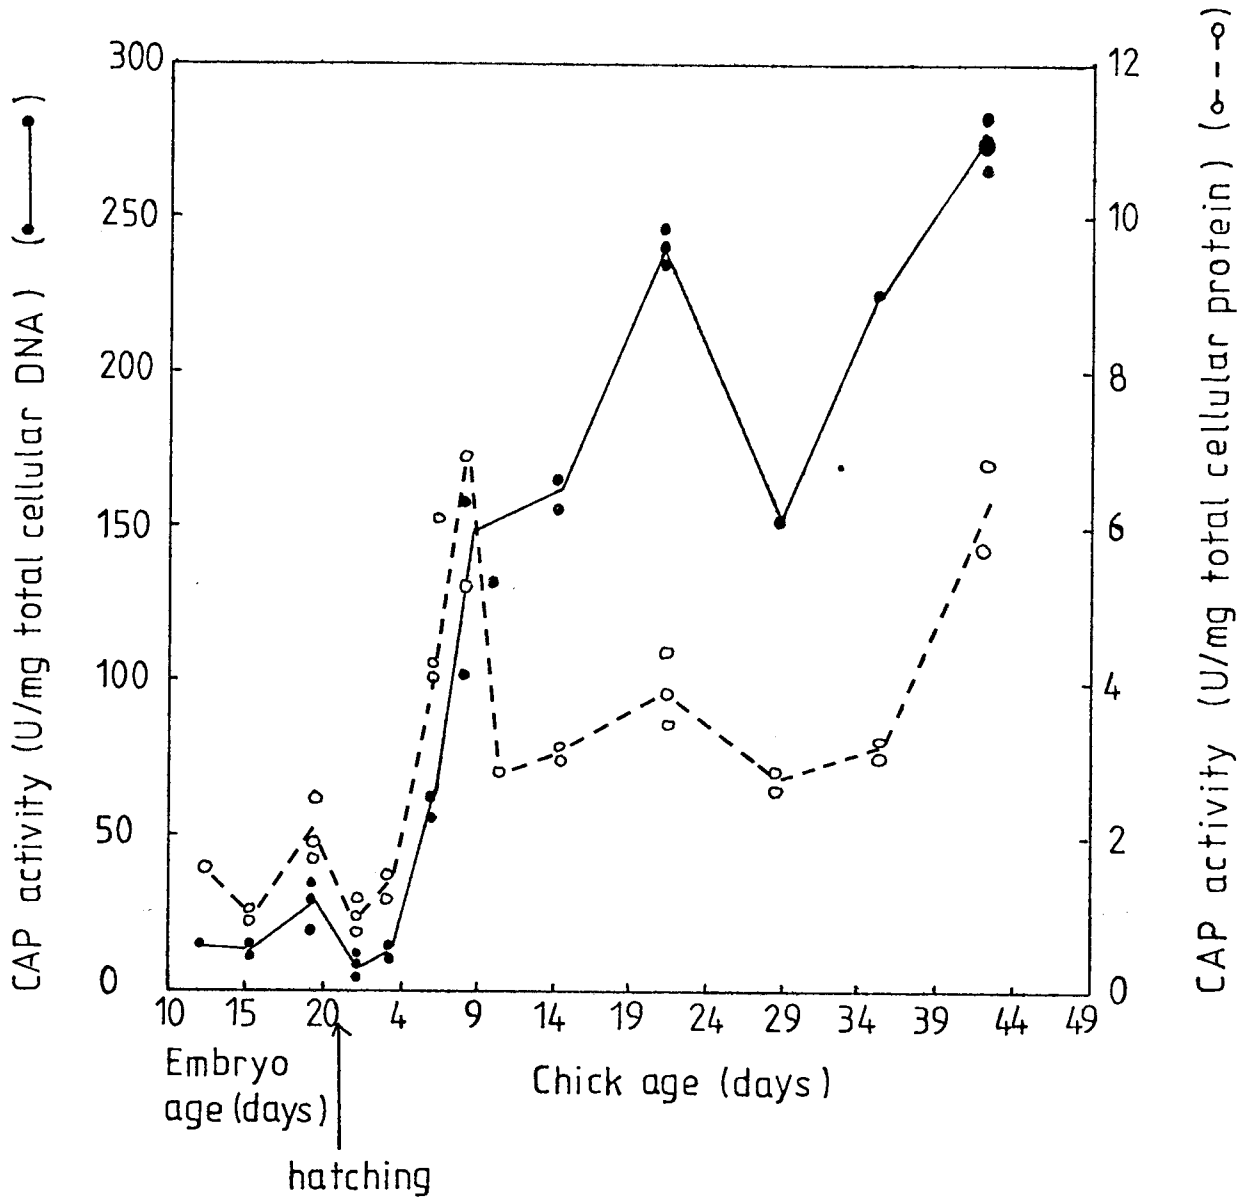 CAP activity (U/mg total cellular DNA) (●—●)
300
250
200
150
100
50
0
12
10
8
6
4
2
0
CAP activity (U/mg total cellular protein) (o---o)
10 15 20 4 9 14 19 24 29 34 39 44 49
Embryo
age (days)
Chick age (days)
hatching